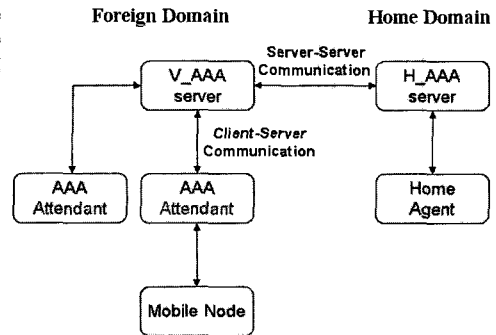 Foreign Domain
Home Domain
Server-Server
Communication
V_AAA
server
H_AAA
server
Client-Server
Communication
AAA
Attendant
AAA
Attendant
Home
Agent
Mobile Node